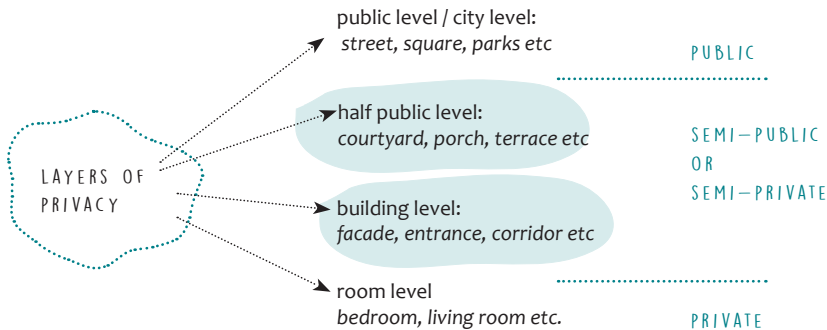 public level / city level:
street, square, parks etc
PUBLIC
half public level:
courtyard, porch, terrace etc
SEMI-PUBLIC
OR
SEMI-PRIVATE
LAYERS OF
PRIVACY
building level:
facade, entrance, corridor etc
room level
bedroom, living room etc.
PRIVATE